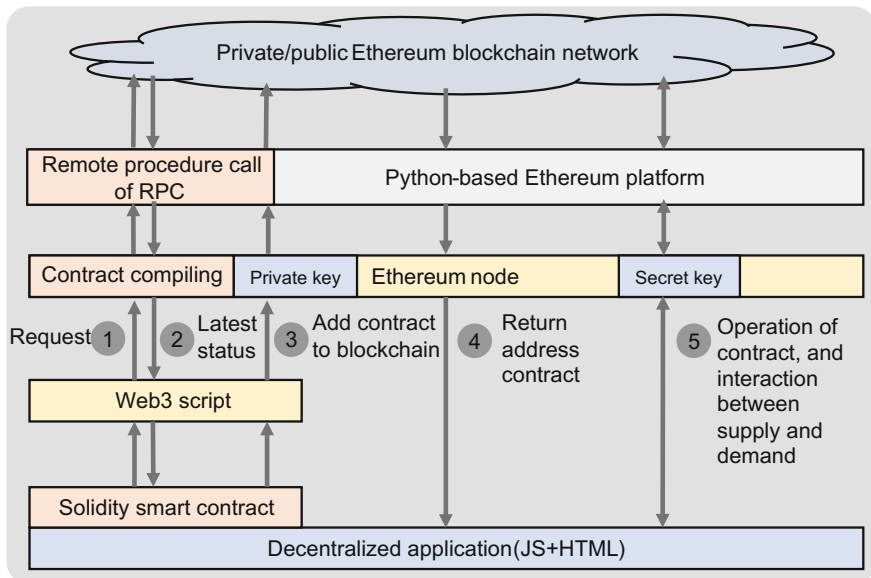 Private/public Ethereum blockchain network
Remote procedure call
of RPC
Python-based Ethereum platform
Contract compiling
Private key
Ethereum node
Secret key
Request
1
2
Latest
status
3
Add contract
to blockchain
4
Return
address
contract
5
Operation of
contract, and
interaction
between
supply and
demand
Web3 script
Solidity smart contract
Decentralized application(JS+HTML)